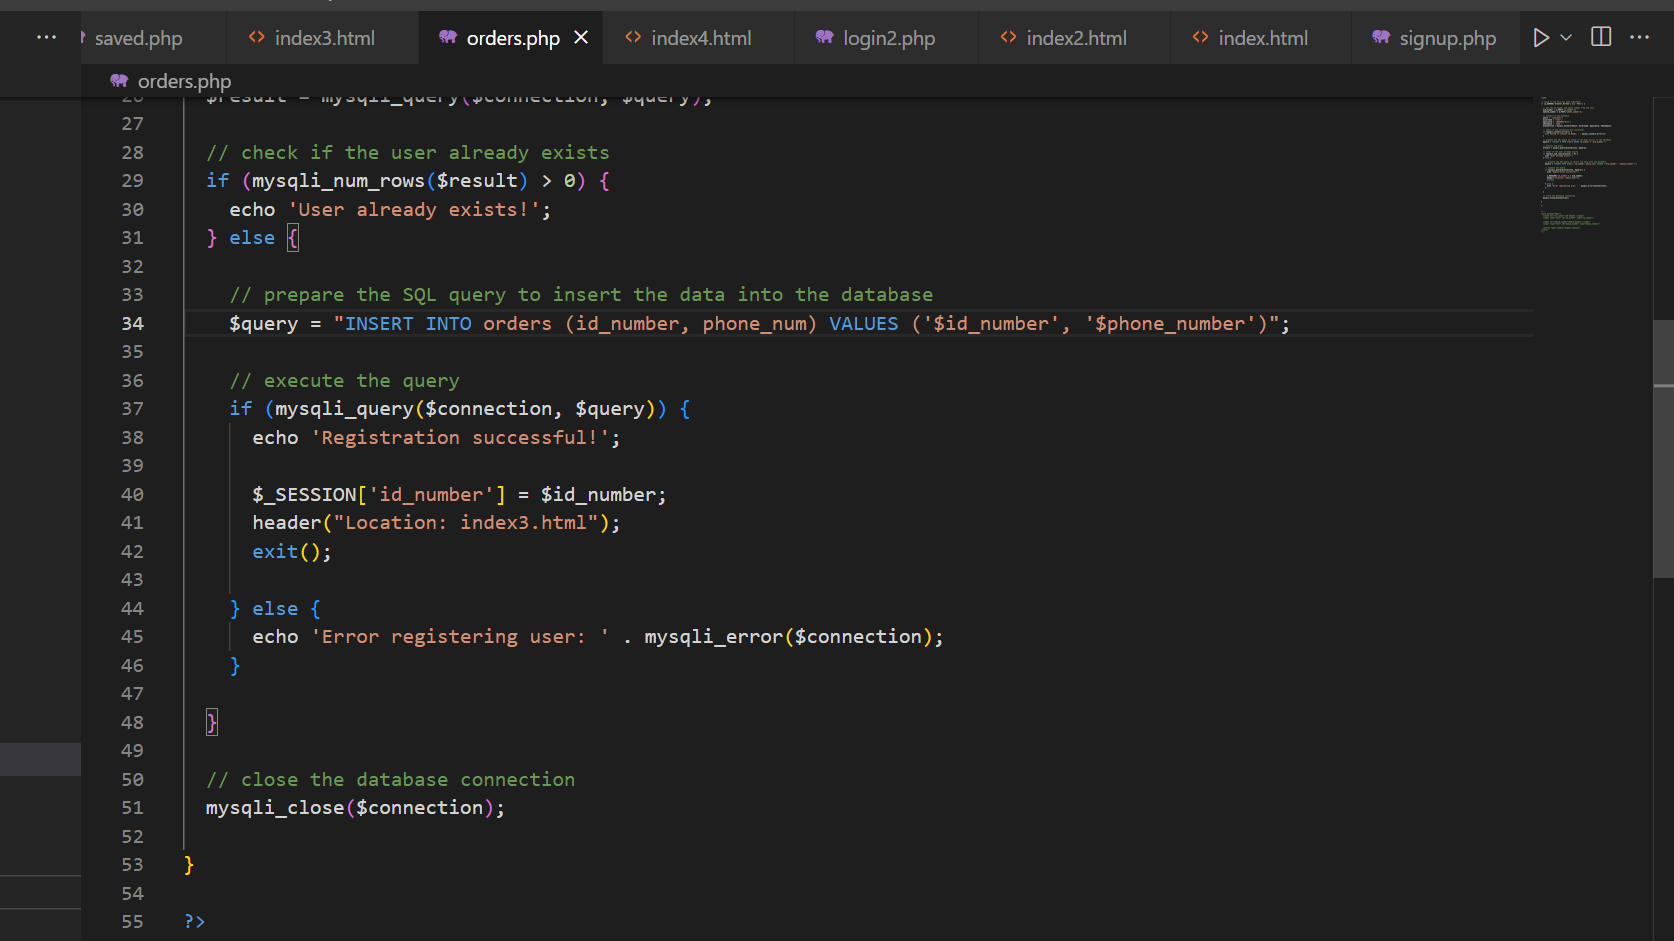 saved.php index3.html orders.php index4.html login2.php index2.html index.html signup.php
orders.php
26 $result = mysqli_query($connection, $query);
27
28 // check if the user already exists
29 if (mysqli_num_rows($result) > 0) {
30 echo 'User already exists!';
31 } else {
32
33 // prepare the SQL query to insert the data into the database
34 $query = "INSERT INTO orders (id_number, phone_num) VALUES ('$id_number', '$phone_number')";
35
36 // execute the query
37 if (mysqli_query($connection, $query)) {
38 echo 'Registration successful!';
39
40 $_SESSION['id_number'] = $id_number;
41 header("Location: index3.html");
42 exit();
43
44 } else {
45 echo 'Error registering user: ' . mysqli_error($connection);
46 }
47
48 }
49
50 // close the database connection
51 mysqli_close($connection);
52
53 }
54
55 ?>